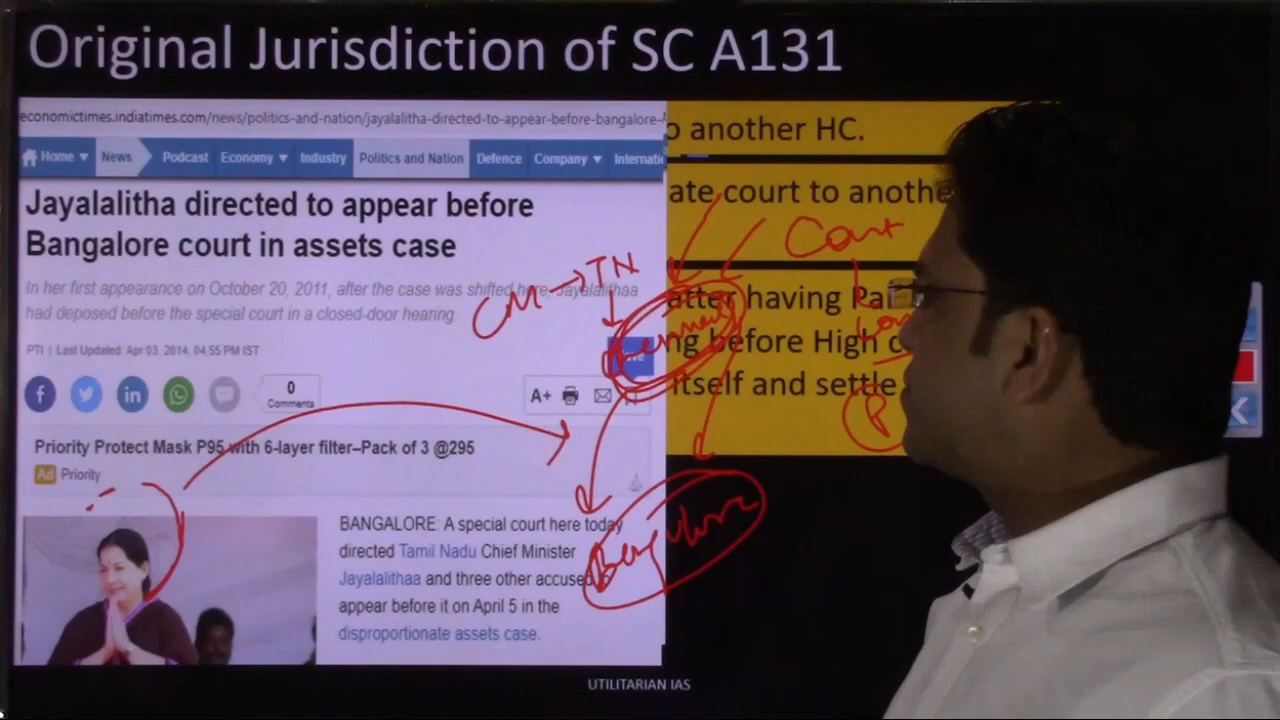 Original Jurisdiction of SC A131
economictimes.indiatimes.com/news/politics-and-nation/jayalalitha-directed-to-appear-before-bangalore-
Home News Podcast Economy Industry Politics and Nation Defence Company Internati
Jayalalitha directed to appear before
Bangalore court in assets case
In her first appearance on October 20, 2011, after the case was shifted here, Jayalalithaa
had deposed before the special court in a closed-door hearing.
PTI | Last Updated: Apr 03, 2014, 04.55 PM IST
0
Comments
A+
Priority Protect Mask P95 with 6-layer filter–Pack of 3 @295
Ad Priority
BANGALORE: A special court here today
directed Tamil Nadu Chief Minister
Jayalalithaa and three other accused
appear before it on April 5 in the
disproportionate assets case.
o another HC.
ate court to anothe
atter having Pa
ng before High c
itself and settle
CM → TN
Court
P
Bangalore
UTILITARIAN IAS